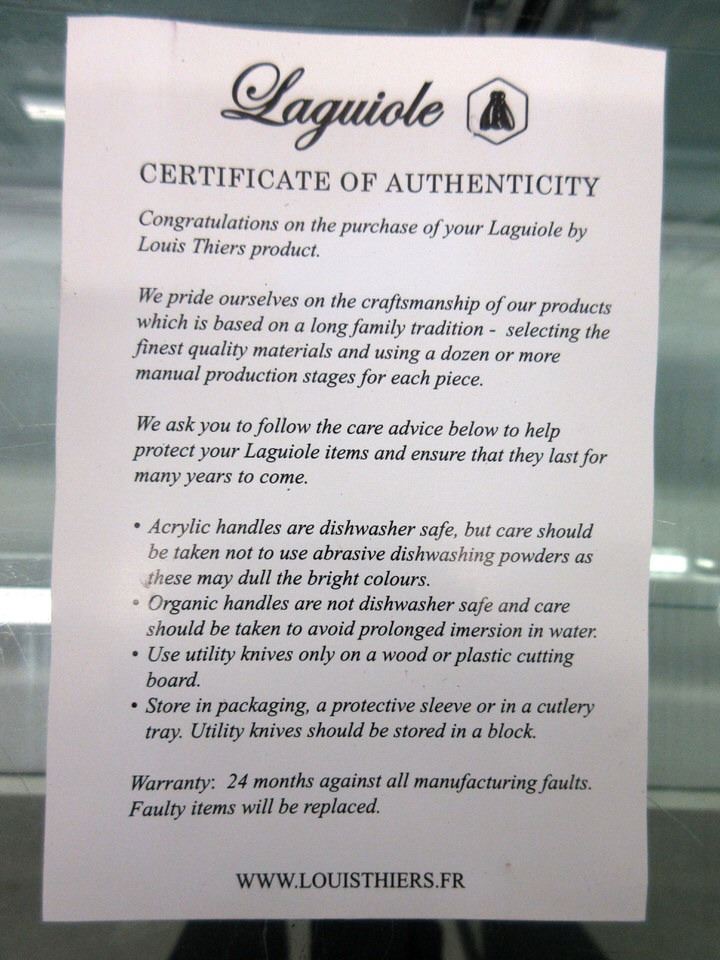 Laguiole
CERTIFICATE OF AUTHENTICITY
Congratulations on the purchase of your Laguiole by
Louis Thiers product.
We pride ourselves on the craftsmanship of our products
which is based on a long family tradition - selecting the
finest quality materials and using a dozen or more
manual production stages for each piece.
We ask you to follow the care advice below to help
protect your Laguiole items and ensure that they last for
many years to come.
• Acrylic handles are dishwasher safe, but care should
be taken not to use abrasive dishwashing powders as
these may dull the bright colours.
• Organic handles are not dishwasher safe and care
should be taken to avoid prolonged imersion in water.
• Use utility knives only on a wood or plastic cutting
board.
• Store in packaging, a protective sleeve or in a cutlery
tray. Utility knives should be stored in a block.
Warranty: 24 months against all manufacturing faults.
Faulty items will be replaced.
WWW.LOUISTHIERS.FR